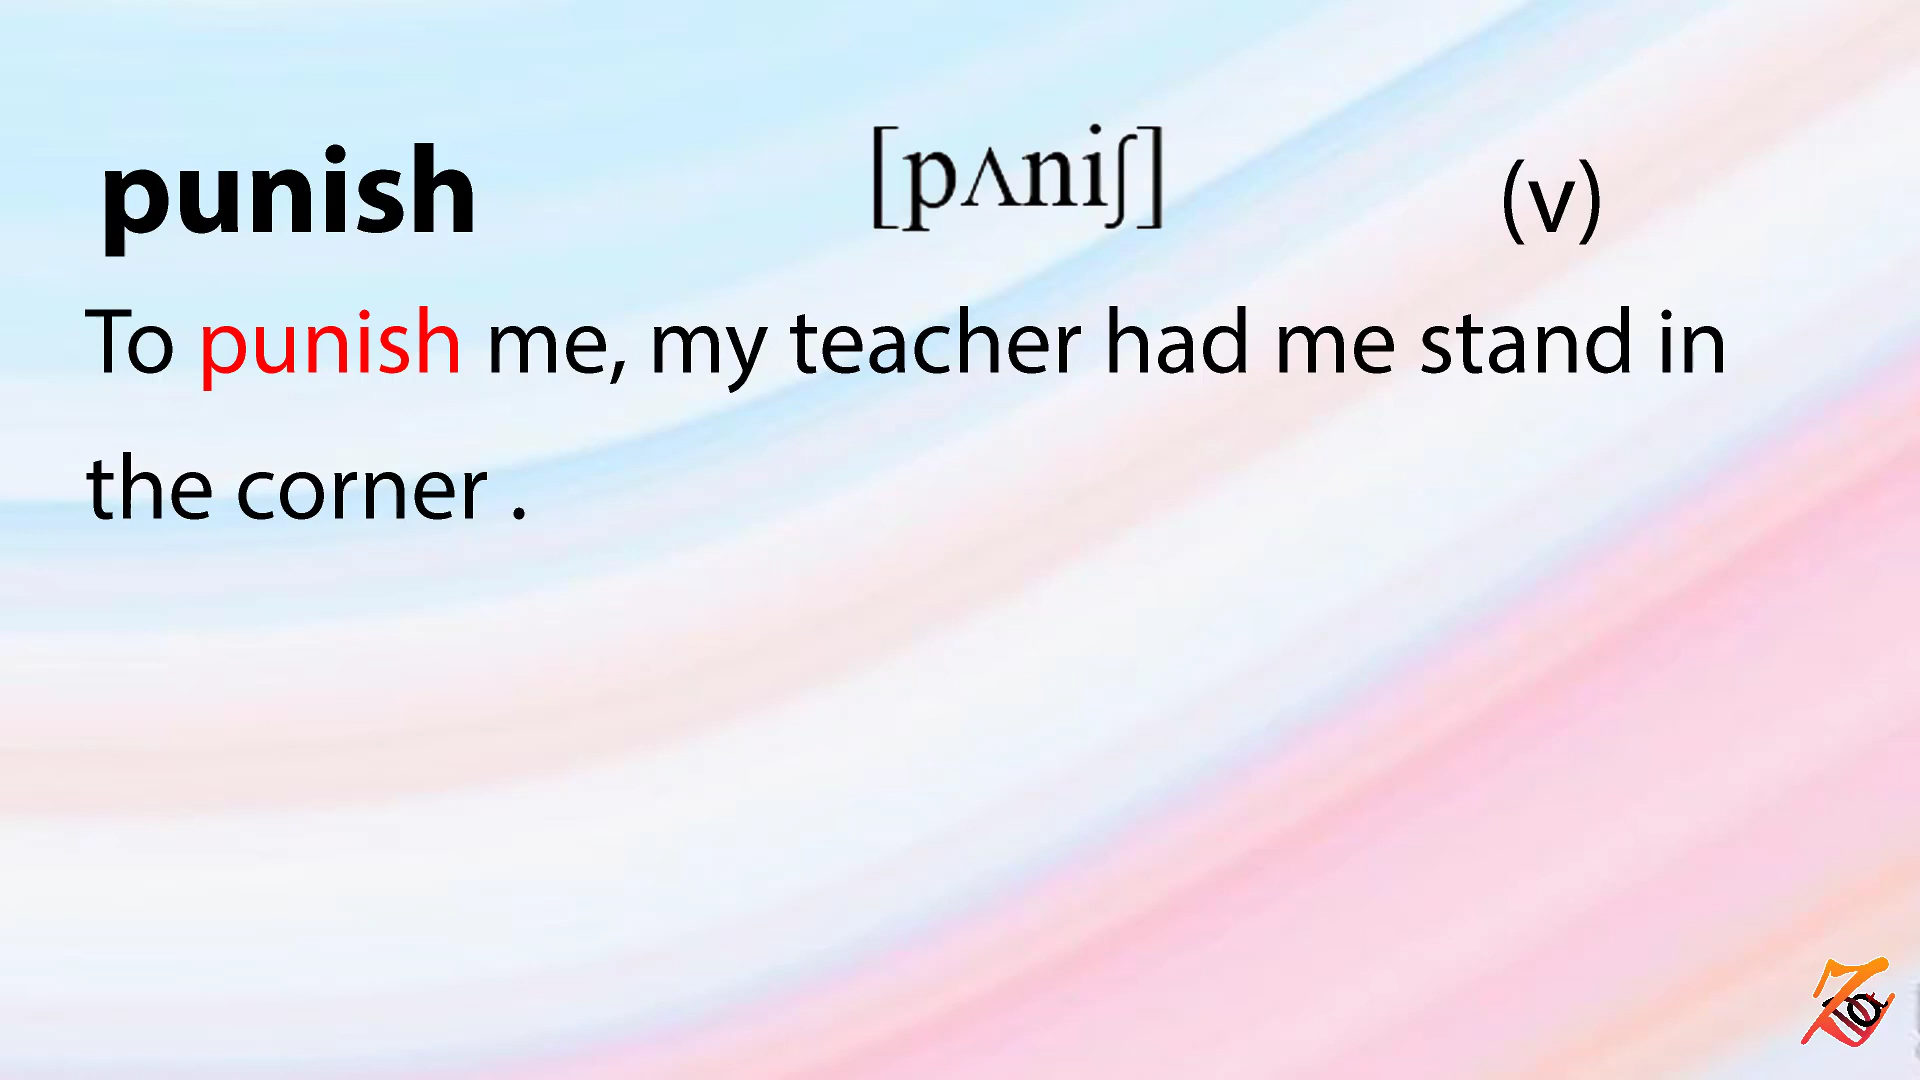 punish [pʌniʃ] (v)
To punish me, my teacher had me stand in
the corner .